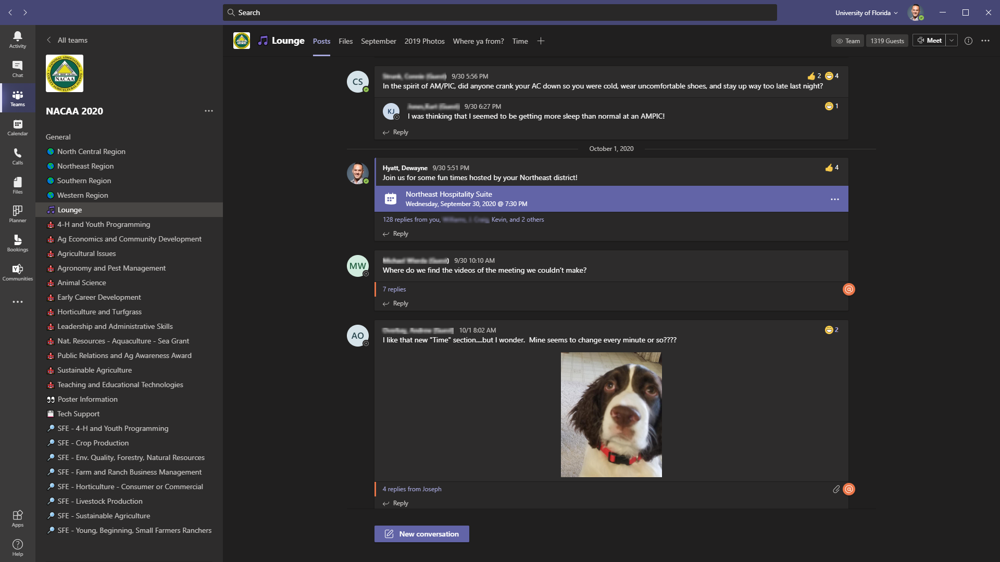 Search
University of Florida
Activity
Chat
Teams
Calendar
Calls
Files
Planner
Bookings
Communities
Apps
Help
All teams
NACAA
NACAA 2020
General
North Central Region
Northeast Region
Southern Region
Western Region
Lounge
4-H and Youth Programming
Ag Economics and Community Development
Agricultural Issues
Agronomy and Pest Management
Animal Science
Early Career Development
Horticulture and Turfgrass
Leadership and Administrative Skills
Nat. Resources - Aquaculture - Sea Grant
Public Relations and Ag Awareness Award
Sustainable Agriculture
Teaching and Educational Technologies
Poster Information
Tech Support
SFE - 4-H and Youth Programming
SFE - Crop Production
SFE - Env. Quality, Forestry, Natural Resources
SFE - Farm and Ranch Business Management
SFE - Horticulture - Consumer or Commercial
SFE - Livestock Production
SFE - Sustainable Agriculture
SFE - Young, Beginning, Small Farmers Ranchers
Lounge Posts Files September 2019 Photos Where ya from? Time
Team 1319 Guests Meet
CS
9/30 5:56 PM 2 4
In the spirit of AM/PIC, did anyone crank your AC down so you were cold, wear uncomfortable shoes, and stay up way too late last night?
KJ
9/30 6:27 PM 1
I was thinking that I seemed to be getting more sleep than normal at an AMPIC!
Reply
October 1, 2020
Hyatt, Dewayne 9/30 5:51 PM 4
Join us for some fun times hosted by your Northeast district!
Northeast Hospitality Suite
Wednesday, September 30, 2020 @ 7:30 PM
128 replies from you, Kevin, and 2 others
Reply
MW
9/30 10:10 AM
Where do we find the videos of the meeting we couldn't make?
7 replies @
Reply
AO
10/1 8:02 AM 2
I like that new "Time" section....but I wonder. Mine seems to change every minute or so????
4 replies from Joseph @
Reply
New conversation